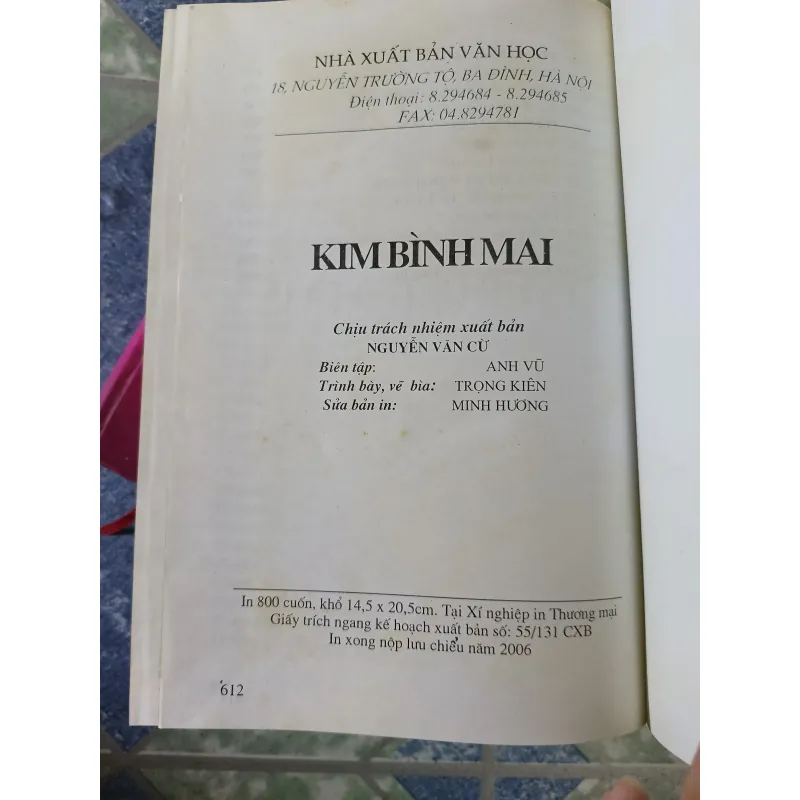 NHÀ XUẤT BẢN VĂN HỌC
18, NGUYỄN TRƯỜNG TỘ, BA ĐÌNH, HÀ NỘI
Điện thoại: 8.294684 - 8.294685
FAX: 04.8294781
KIM BÌNH MAI
Chịu trách nhiệm xuất bản
NGUYỄN VĂN CỪ
Biên tập: ANH VŨ
Trình bày, vẽ bìa: TRỌNG KIÊN
Sửa bản in: MINH HƯƠNG
In 800 cuốn, khổ 14,5 x 20,5cm. Tại Xí nghiệp in Thương mại
Giấy trích ngang kế hoạch xuất bản số: 55/131 CXB
In xong nộp lưu chiểu năm 2006
612